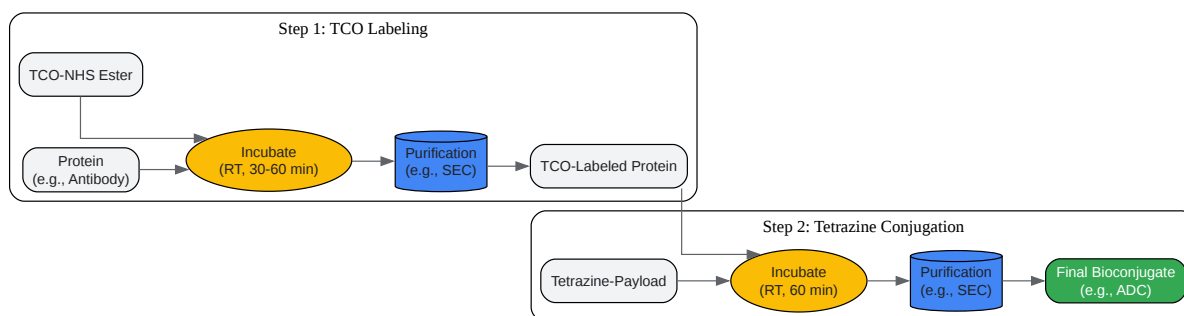 Step 1: TCO Labeling
TCO-NHS Ester
Protein
(e.g., Antibody)
Incubate
(RT, 30-60 min)
Purification
(e.g., SEC)
TCO-Labeled Protein
Step 2: Tetrazine Conjugation
Tetrazine-Payload
Incubate
(RT, 60 min)
Purification
(e.g., SEC)
Final Bioconjugate
(e.g., ADC)